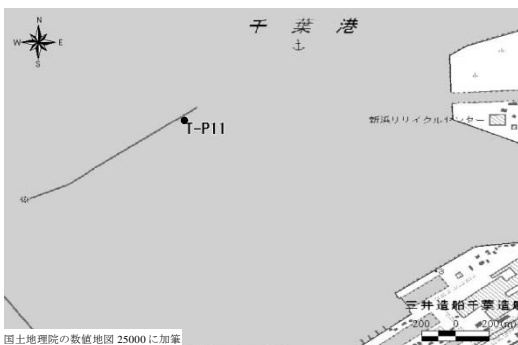 千葉港
N
W E
S
T-P11
新浜リサイクルセンター
三井造船千葉造船
200 0 200(m)
国土地理院の数値地図 25000 に加筆